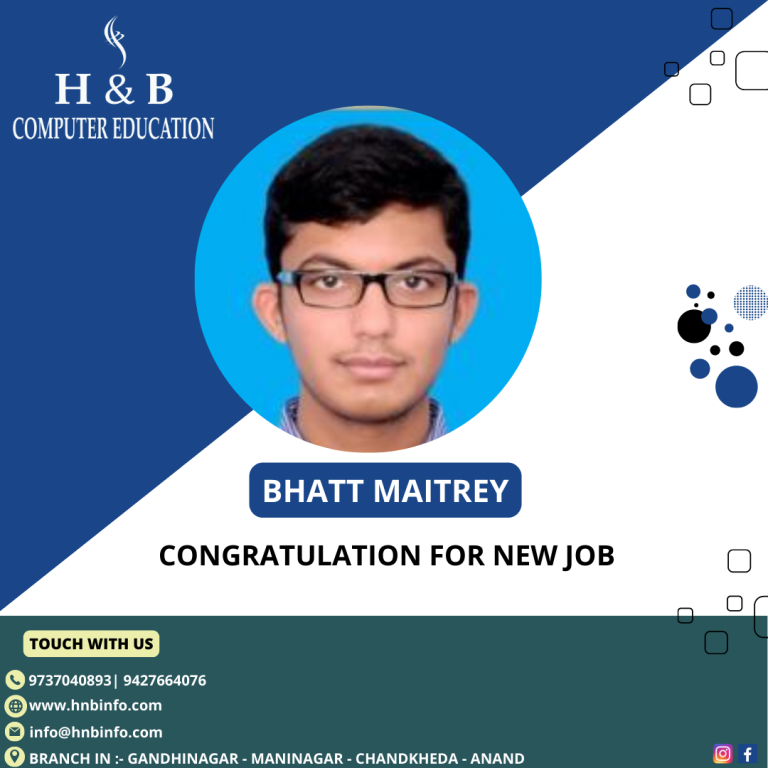 H & B
COMPUTER EDUCATION
BHATT MAITREY
CONGRATULATION FOR NEW JOB
TOUCH WITH US
9737040893| 9427664076
www.hnbinfo.com
info@hnbinfo.com
BRANCH IN :- GANDHINAGAR - MANINAGAR - CHANDKHEDA - ANAND